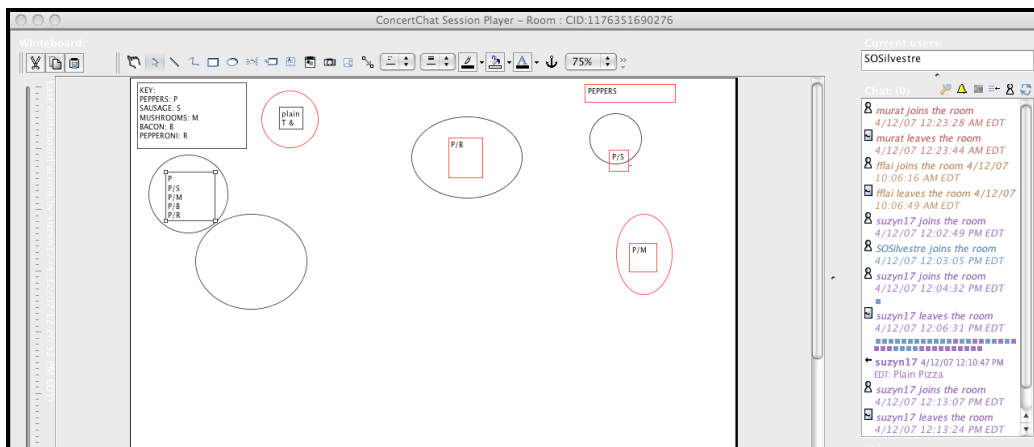 ConcertChat Session Player - Room : CID:1176351690276
Whiteboard:
75%
Current users:
SOSilvestre
Chat: (0)
KEY:
PEPPERS: P
SAUSAGE: S
MUSHROOMS: M
BACON: B
PEPPERONI: R
plain
T &
P/B
PEPPERS
P/S
P
P/S
P/M
P/B
P/R
P/M
murat joins the room
4/12/07 12:23:28 AM EDT
murat leaves the room
4/12/07 12:23:44 AM EDT
fflai joins the room 4/12/07
10:06:16 AM EDT
fflai leaves the room 4/12/07
10:06:49 AM EDT
suzyn17 joins the room
4/12/07 12:02:49 PM EDT
SOSilvestre joins the room
4/12/07 12:03:05 PM EDT
suzyn17 joins the room
4/12/07 12:04:32 PM EDT
suzyn17 leaves the room
4/12/07 12:06:31 PM EDT
suzyn17 4/12/07 12:10:47 PM
EDT: Plain Pizza
suzyn17 joins the room
4/12/07 12:13:07 PM EDT
suzyn17 leaves the room
4/12/07 12:13:24 PM EDT